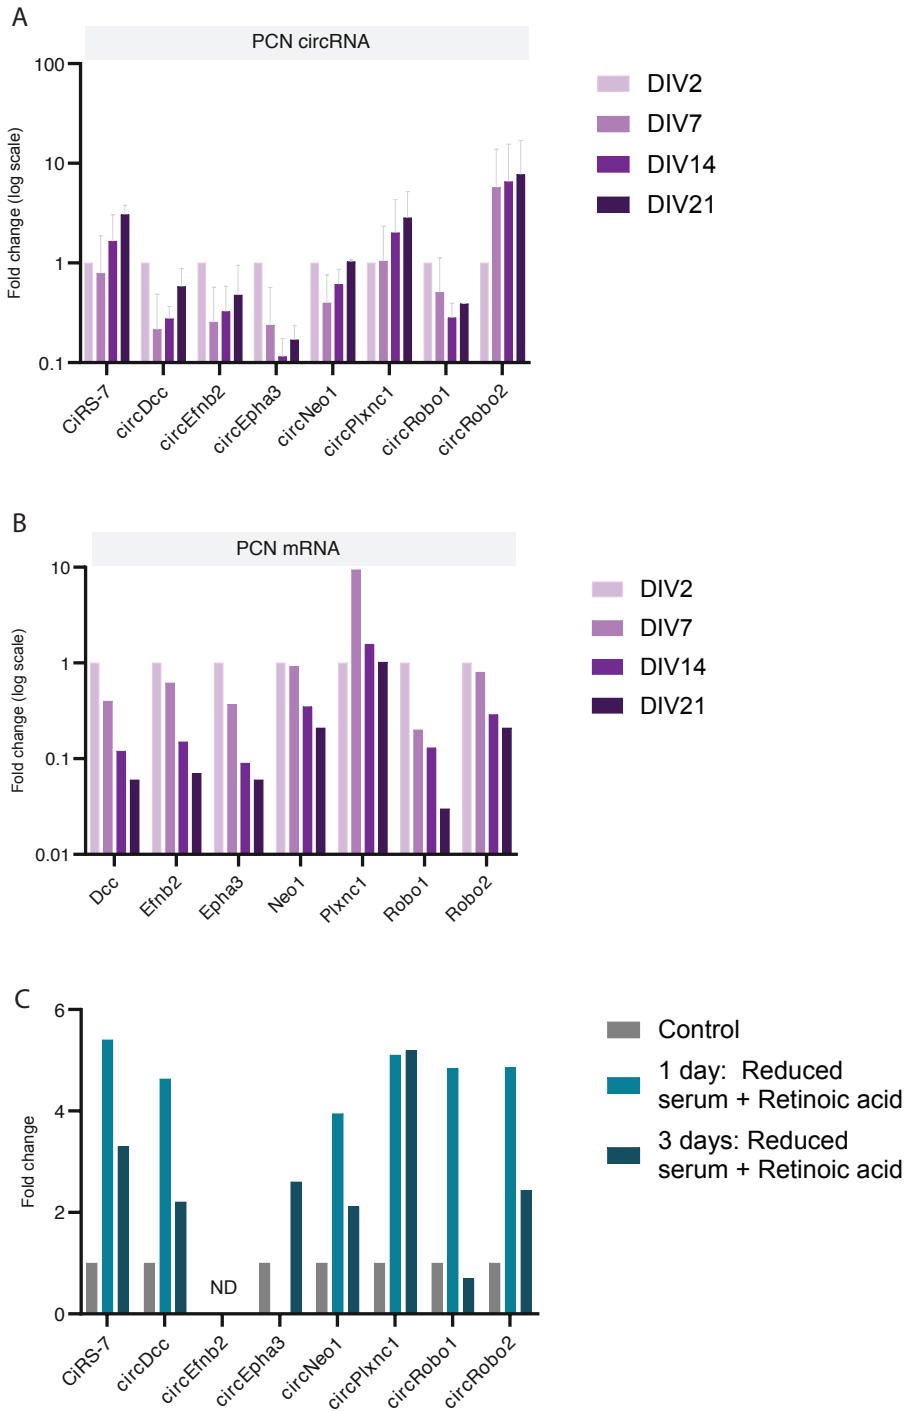 A
PCN circRNA
Fold change (log scale)
100
10
1
0.1
CiRS-7
circDcc
circEfnb2
circEpha3
circNeo1
circPlxnc1
circRobo1
circRobo2
DIV2
DIV7
DIV14
DIV21
B
PCN mRNA
Fold change (log scale)
10
1
0.1
0.01
Dcc
Efnb2
Epha3
Neo1
Plxnc1
Robo1
Robo2
DIV2
DIV7
DIV14
DIV21
C
Fold change
6
4
2
0
ND
CiRS-7
circDcc
circEfnb2
circEpha3
circNeo1
circPlxnc1
circRobo1
circRobo2
Control
1 day: Reduced
serum + Retinoic acid
3 days: Reduced
serum + Retinoic acid